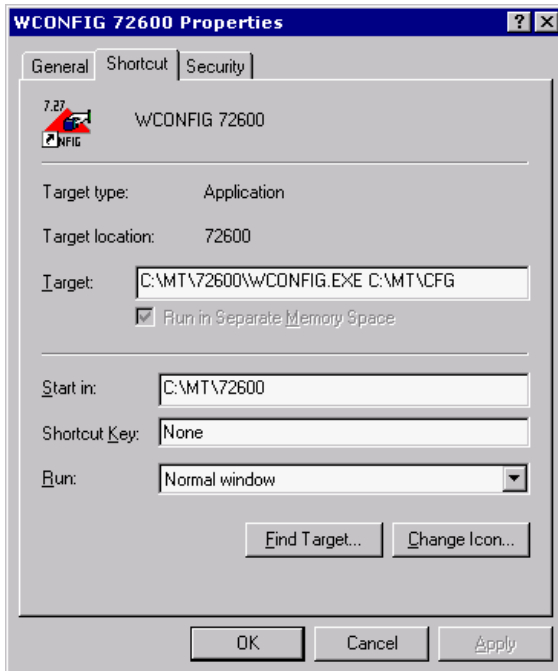 WCONFIG 72600 Properties
General Shortcut Security
7.27
NFIG
WCONFIG 72600
Target type: Application
Target location: 72600
Target: C:\MT\72600\WCONFIG.EXE C:\MT\CFG
Run in Separate Memory Space
Start in: C:\MT\72600
Shortcut Key: None
Run: Normal window
Find Target... Change Icon...
OK Cancel Apply